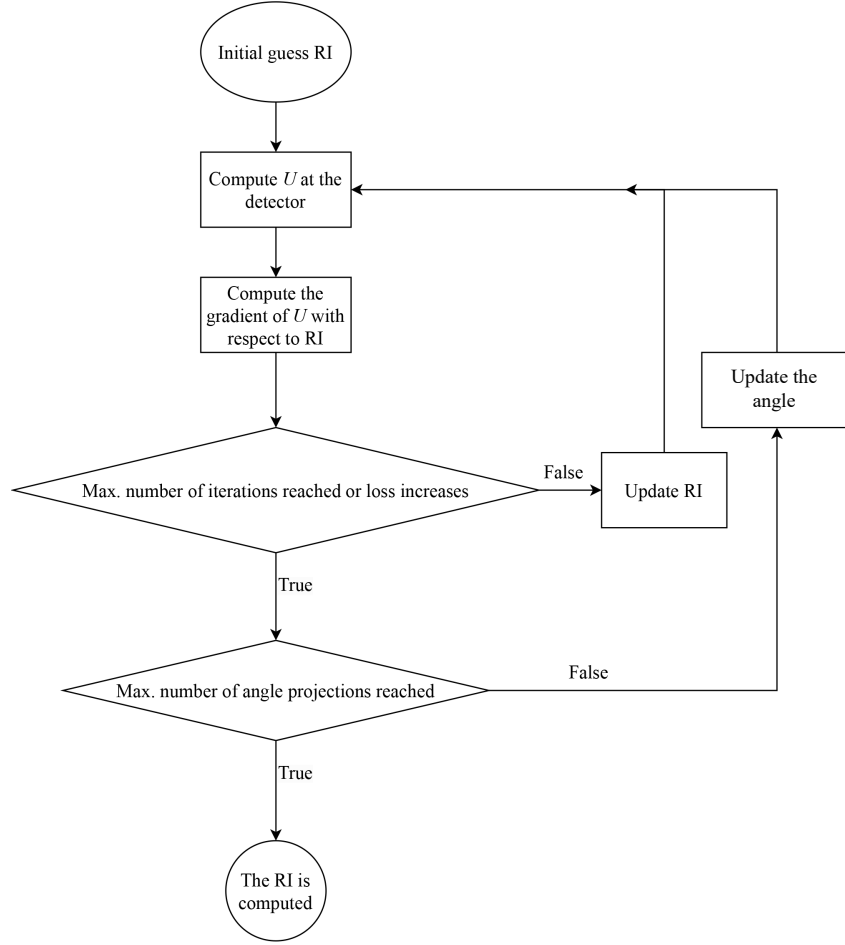 Initial guess RI
Compute U at the
detector
Compute the
gradient of U with
respect to RI
Update the
angle
False
Max. number of iterations reached or loss increases
Update RI
True
False
Max. number of angle projections reached
True
The RI is
computed